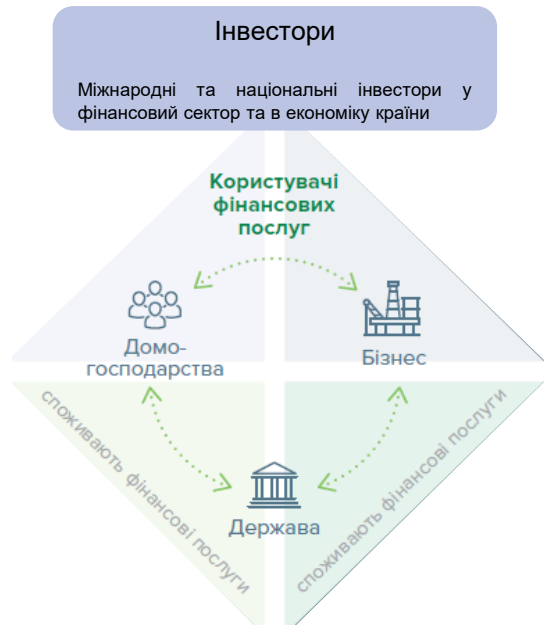 Інвестори
Міжнародні та національні інвестори у
фінансовий сектор та в економіку країни
Користувачі
фінансових
послуг
Домо-
господарства
Бізнес
споживають фінансові послуги
споживають фінансові послуги
Держава